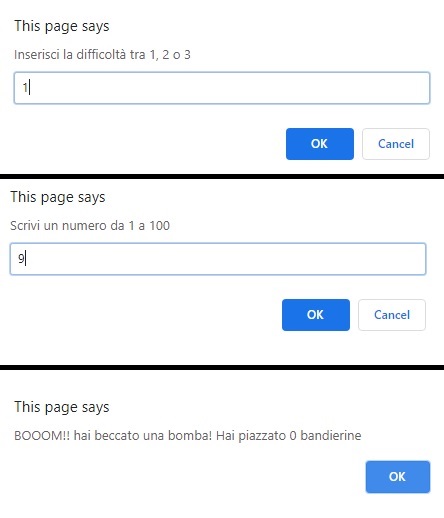 This page says
Inserisci la difficoltà tra 1, 2 o 3
1
OK Cancel
This page says
Scrivi un numero da 1 a 100
9
OK Cancel
This page says
BOOOM!! hai beccato una bomba! Hai piazzato 0 bandierine
OK